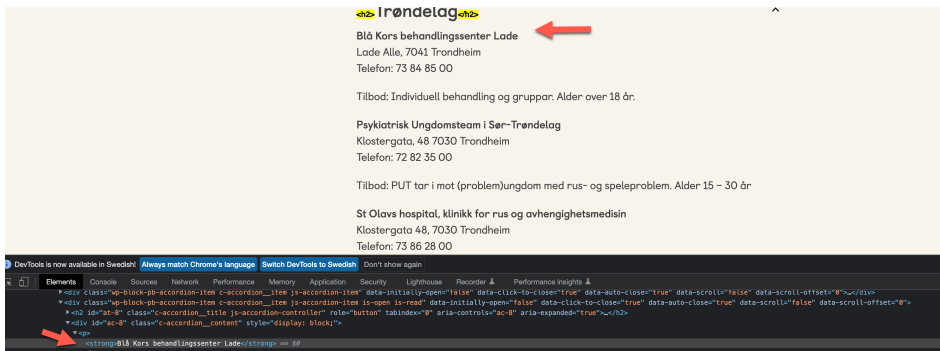 <h2>Trøndelag</h2>
Blå Kors behandlingssenter Lade
Lade Alle, 7041 Trondheim
Telefon: 73 84 85 00
Tilbod: Individuell behandling og gruppar. Alder over 18 år.
Psykiatrisk Ungdomsteam i Sør-Trøndelag
Klostergata, 48 7030 Trondheim
Telefon: 72 82 35 00
Tilbod: PUT tar i mot (problem)ungdom med rus- og speleproblem. Alder 15 – 30 år
St Olavs hospital, klinikk for rus og avhengighetsmedisin
Klostergata 48, 7030 Trondheim
Telefon: 73 86 28 00
DevTools is now available in Swedish! Always match Chrome's language Switch DevTools to Swedish Don't show again
Elements Console Sources Network Performance Memory Application Security Lighthouse Recorder Performance insights
<div class="wp-block-pb-accordion-item c-accordion__item js-accordion-item" data-initially-open="false" data-click-to-close="true" data-auto-close="true" data-scroll="false" data-scroll-offset="0">…</div>
<div class="wp-block-pb-accordion-item c-accordion__item js-accordion-item is-open is-read" data-initially-open="false" data-click-to-close="true" data-auto-close="true" data-scroll="false" data-scroll-offset="0">
<h2 id="at-8" class="c-accordion__title js-accordion-controller" role="button" tabindex="0" aria-controls="ac-8" aria-expanded="true">…</h2>
<div id="ac-8" class="c-accordion__content" style="display: block;">
<p>
<strong>Blå Kors behandlingssenter Lade</strong> == $0